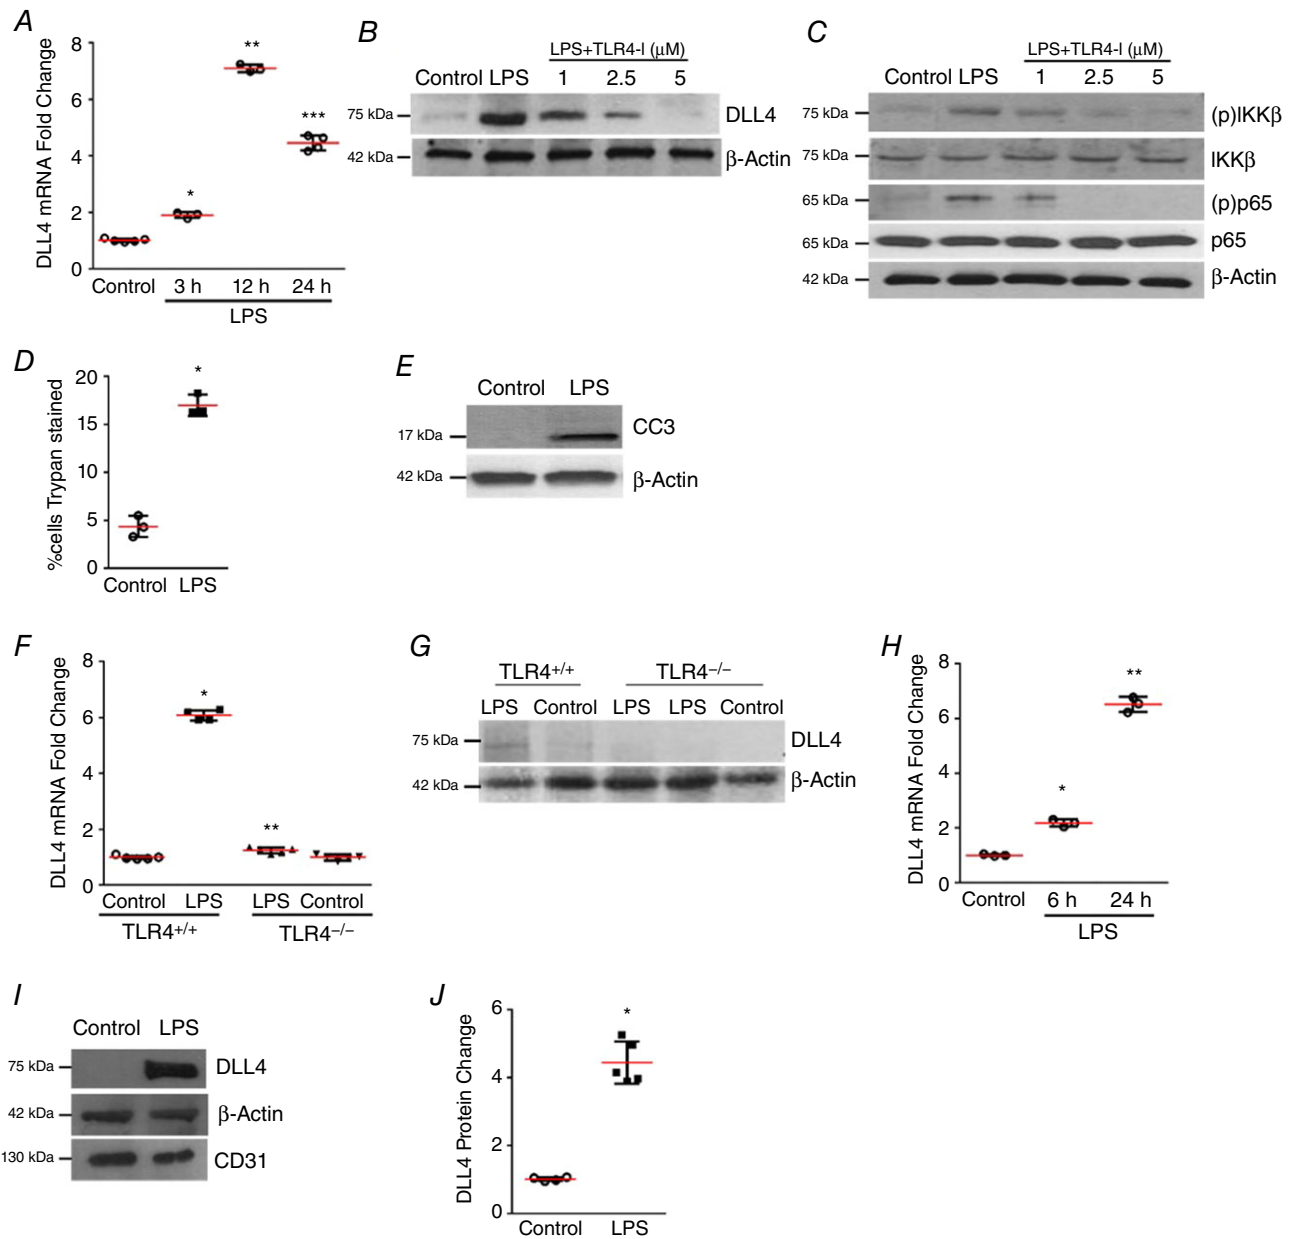 A
DLL4 mRNA Fold Change
8
6
4
2
0
*
**
***
Control 3 h 12 h 24 h
LPS
B
LPS+TLR4-I (μM)
Control LPS 1 2.5 5
75 kDa DLL4
42 kDa β-Actin
C
LPS+TLR4-I (μM)
Control LPS 1 2.5 5
75 kDa (p)IKKβ
75 kDa IKKβ
65 kDa (p)p65
65 kDa p65
42 kDa β-Actin
D
%cells Trypan stained
20
15
10
5
0
*
Control LPS
E
Control LPS
17 kDa CC3
42 kDa β-Actin
F
DLL4 mRNA Fold Change
8
6
4
2
0
*
**
Control LPS LPS Control
TLR4+/+ TLR4−/−
G
TLR4+/+ TLR4−/−
LPS Control LPS LPS Control
75 kDa DLL4
42 kDa β-Actin
H
DLL4 mRNA Fold Change
8
6
4
2
0
*
**
Control 6 h 24 h
LPS
I
Control LPS
75 kDa DLL4
42 kDa β-Actin
130 kDa CD31
J
DLL4 Protein Change
6
4
2
0
*
Control LPS